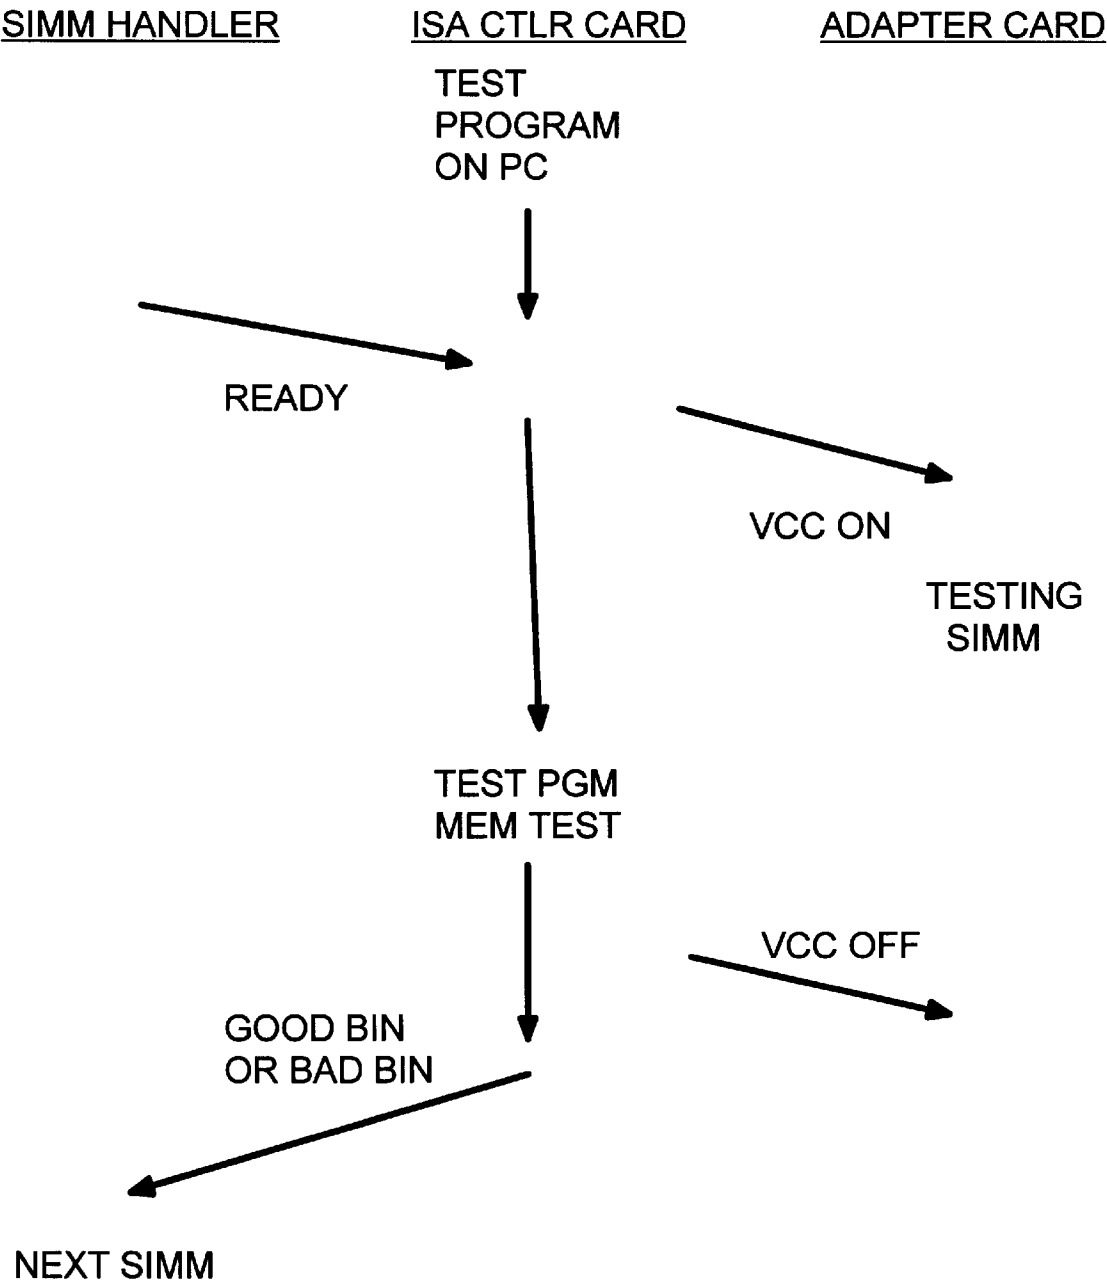 SIMM HANDLER
ISA CTLR CARD
ADAPTER CARD
TEST
PROGRAM
ON PC
READY
VCC ON
TESTING
SIMM
TEST PGM
MEM TEST
VCC OFF
GOOD BIN
OR BAD BIN
NEXT SIMM